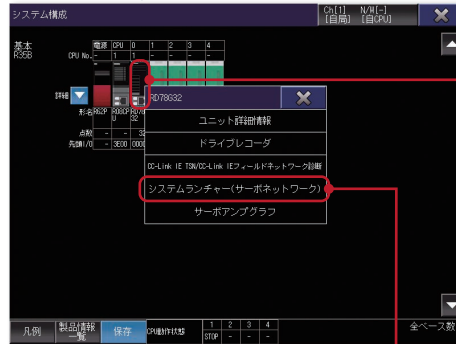 システム構成
Ch[1] N/W[-]
[自局] [自CPU]
基本
R35B
電源 CPU 0 1 2 3 4
CPU No. - 1 1 - - - -
詳細
形名 R62P R08CPU RD78G32
点数 - - 32
先頭I/O - 3E00 0000
RD78G32
ユニット詳細情報
ドライブレコーダ
CC-Link IE TSN/CC-Link IEフィールドネットワーク診断
システムランチャー(サーボネットワーク)
サーボアンプグラフ
凡例
製品情報一覧
保存
CPU動作状態
1 2 3 4
STOP - - -
全ベース数